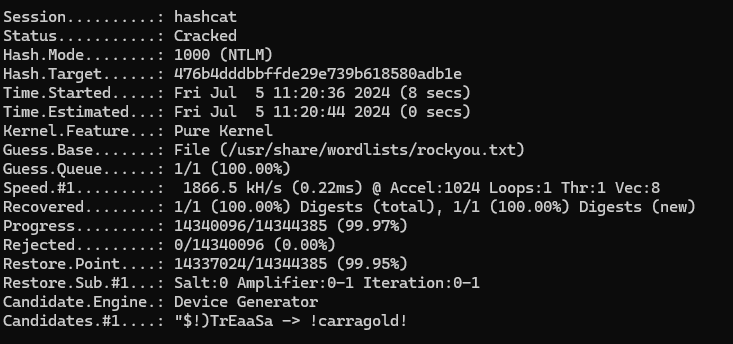 Session..........: hashcat
Status...........: Cracked
Hash.Mode........: 1000 (NTLM)
Hash.Target......: 476b4dddbbffde29e739b618580adb1e
Time.Started.....: Fri Jul  5 11:20:36 2024 (8 secs)
Time.Estimated...: Fri Jul  5 11:20:44 2024 (0 secs)
Kernel.Feature...: Pure Kernel
Guess.Base.......: File (/usr/share/wordlists/rockyou.txt)
Guess.Queue......: 1/1 (100.00%)
Speed.#1.........:  1866.5 kH/s (0.22ms) @ Accel:1024 Loops:1 Thr:1 Vec:8
Recovered........: 1/1 (100.00%) Digests (total), 1/1 (100.00%) Digests (new)
Progress.........: 14340096/14344385 (99.97%)
Rejected.........: 0/14340096 (0.00%)
Restore.Point....: 14337024/14344385 (99.95%)
Restore.Sub.#1...: Salt:0 Amplifier:0-1 Iteration:0-1
Candidate.Engine.: Device Generator
Candidates.#1....: "$!)TrEaaSa -> !carragold!